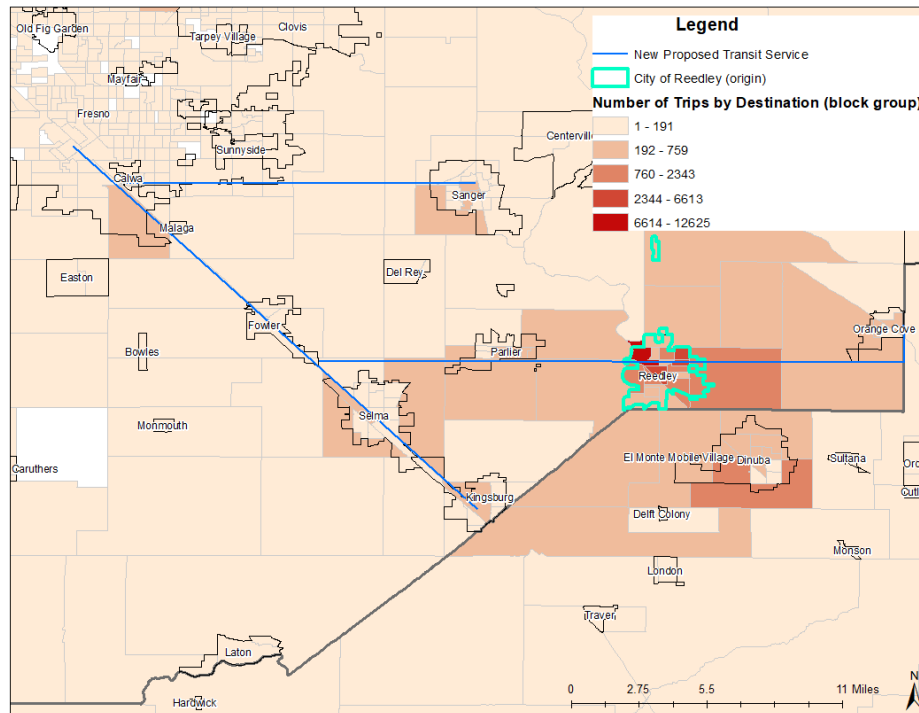 Old Fig Garden
Tarpey Village
Clovis
Mayfair
Fresno
Sunnyside
Centerville
Calwa
Sanger
Malaga
Easton
Del Rey
Fowler
Orange Cove
Bowles
Parlier
Reedley
Selma
Monmouth
Caruthers
El Monte Mobile Village
Dinuba
Sultana
Oro
Cutl
Kingsburg
Delft Colony
Monson
London
Traver
Laton
Hardwick
Legend
New Proposed Transit Service
City of Reedley (origin)
Number of Trips by Destination (block group)
1 - 191
192 - 759
760 - 2343
2344 - 6613
6614 - 12625
N
0 2.75 5.5 11 Miles